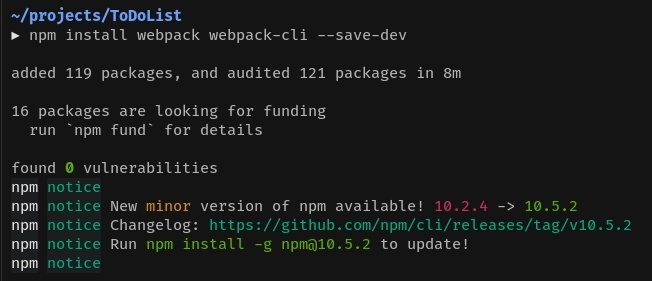 ~/projects/ToDoList
► npm install webpack webpack-cli --save-dev
added 119 packages, and audited 121 packages in 8m
16 packages are looking for funding
run `npm fund` for details
found 0 vulnerabilities
npm notice
npm notice New minor version of npm available! 10.2.4 -> 10.5.2
npm notice Changelog: https://github.com/npm/cli/releases/tag/v10.5.2
npm notice Run npm install -g npm@10.5.2 to update!
npm notice